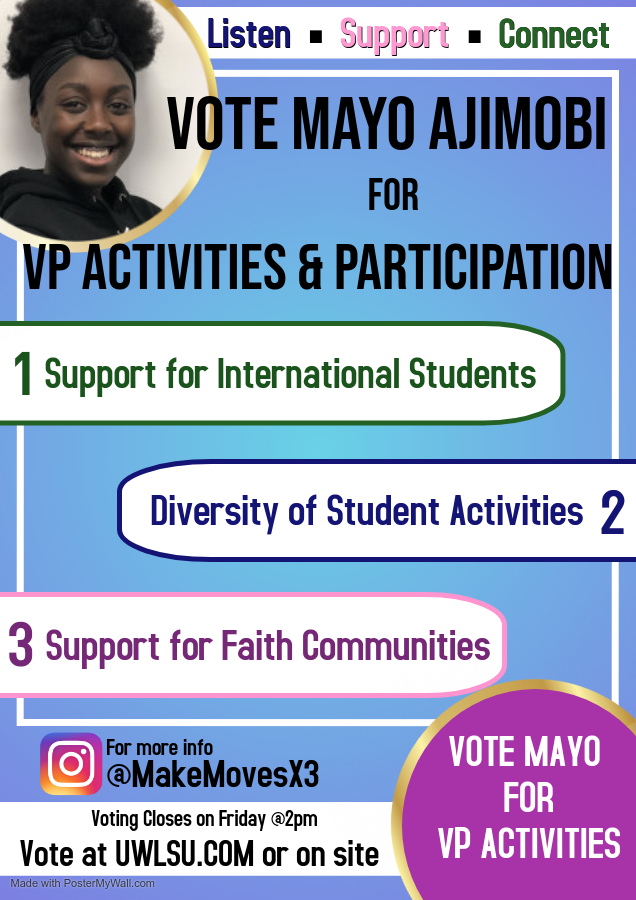 Listen ▪ Support ▪ Connect
VOTE MAYO AJIMOBI
FOR
VP ACTIVITIES & PARTICIPATION
1 Support for International Students
Diversity of Student Activities 2
3 Support for Faith Communities
For more info
@MakeMovesX3
Voting Closes on Friday @2pm
Vote at UWLSU.COM or on site
VOTE MAYO
FOR
VP ACTIVITIES
Made with PosterMyWall.com